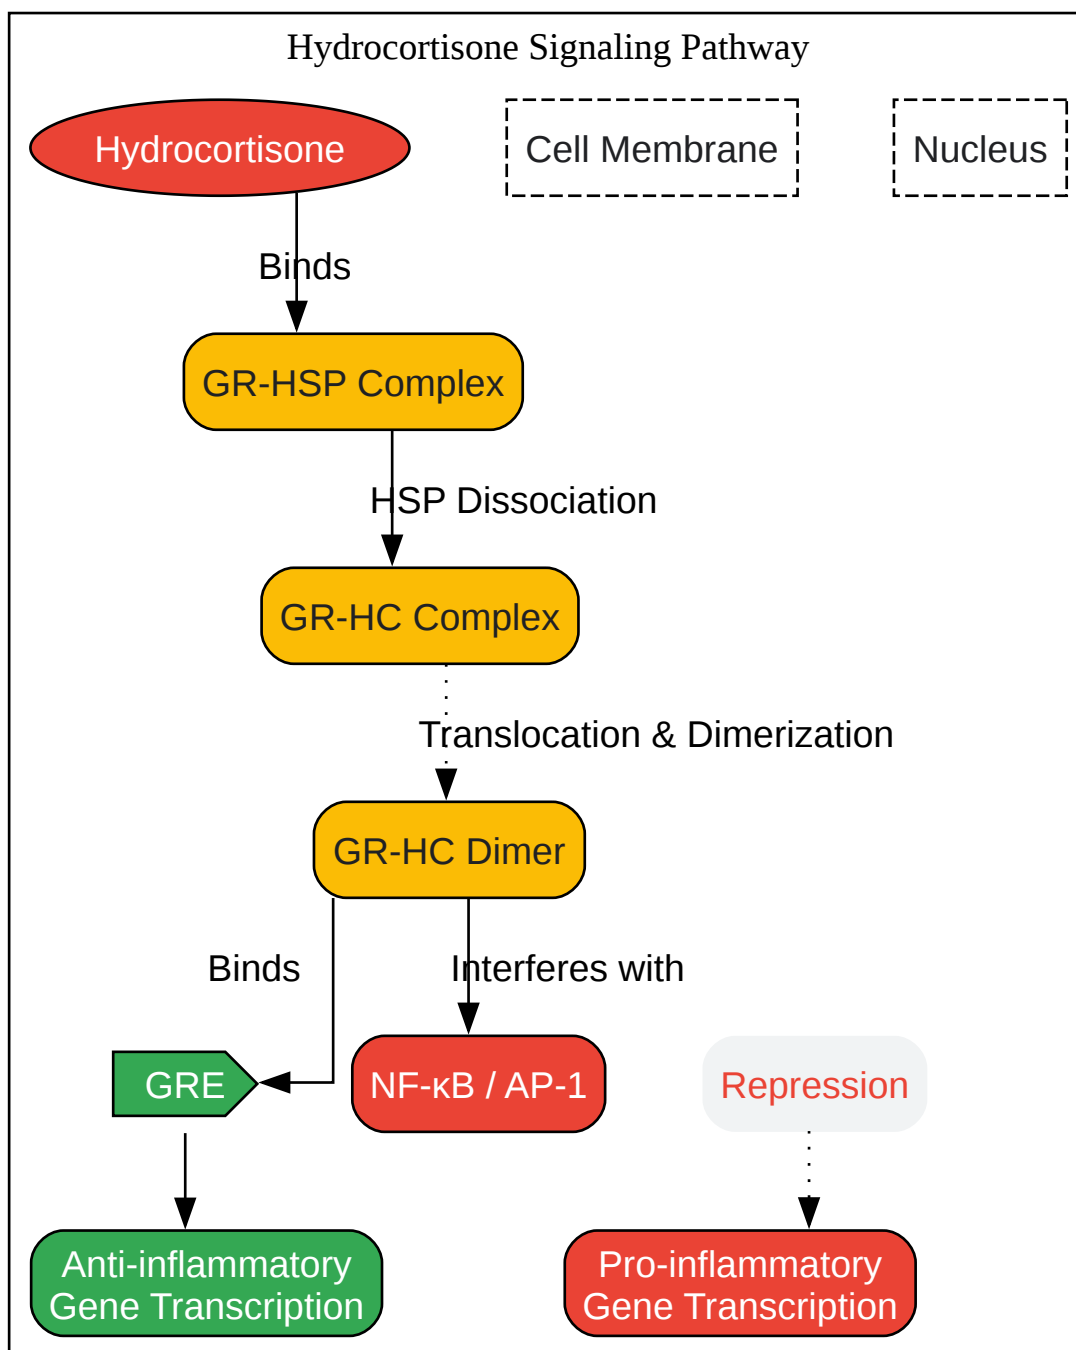 Hydrocortisone Signaling Pathway
Hydrocortisone
Cell Membrane
Nucleus
Binds
GR-HSP Complex
HSP Dissociation
GR-HC Complex
Translocation & Dimerization
GR-HC Dimer
Binds
Interferes with
GRE
NF-κB / AP-1
Repression
Anti-inflammatory
Gene Transcription
Pro-inflammatory
Gene Transcription